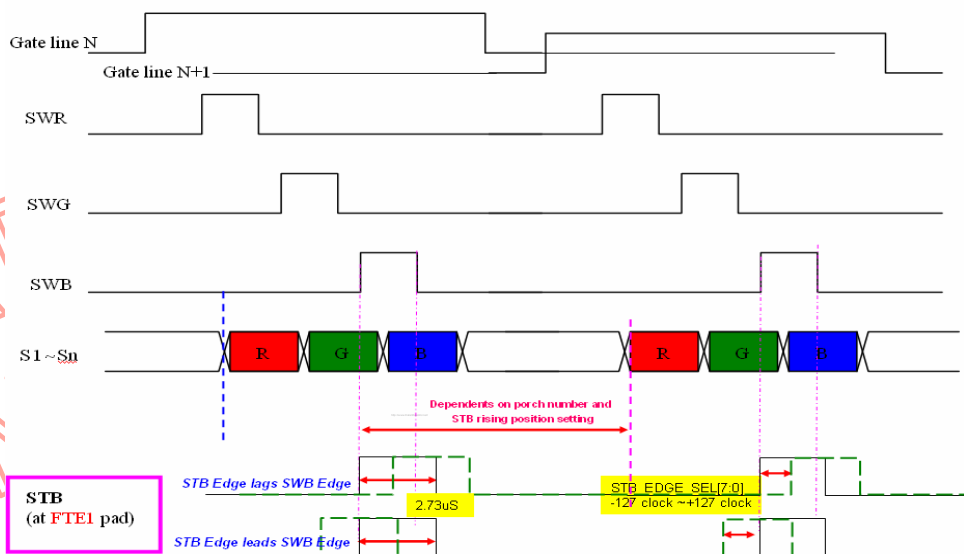 Gate line N
Gate line N+1
SWR
SWG
SWB
S1~Sn
R
G
B
R
G
B
Dependents on porch number and
STB rising position setting
STB
(at FTE1 pad)
STB Edge lags SWB Edge
2.73uS
STB_EDGE_SEL[7:0]
-127 clock ~+127 clock
STB Edge leads SWB Edge